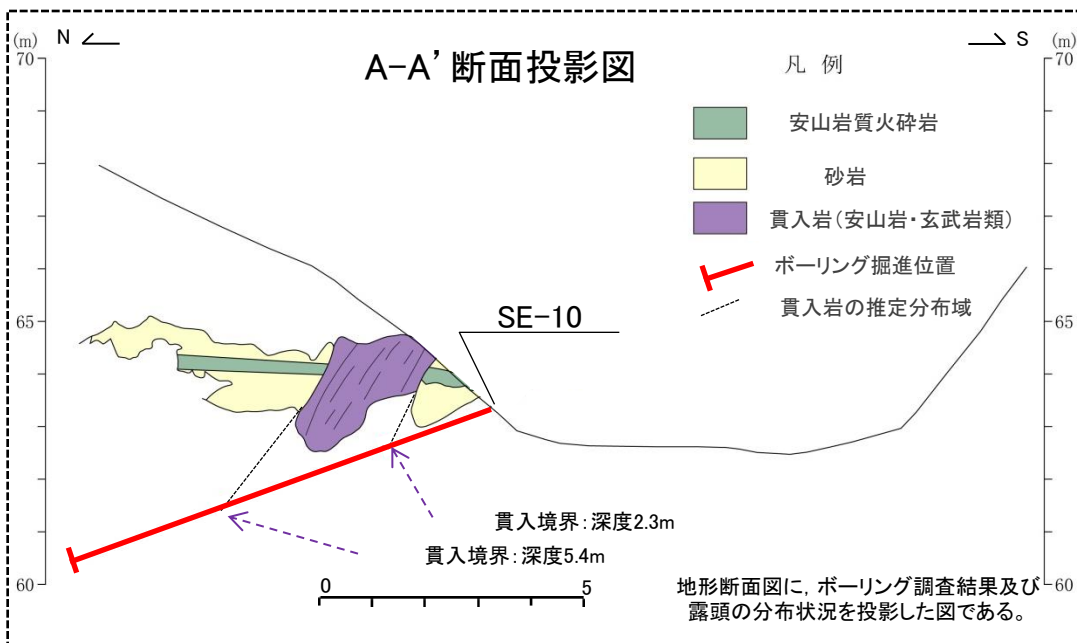 (m)
N
S
(m)
70
70
A-A’断面投影図
凡 例
安山岩質火砕岩
砂岩
貫入岩(安山岩・玄武岩類)
ボーリング掘進位置
貫入岩の推定分布域
65
65
SE-10
貫入境界:深度2.3m
貫入境界:深度5.4m
60
60
0
5
地形断面図に,ボーリング調査結果及び
露頭の分布状況を投影した図である。